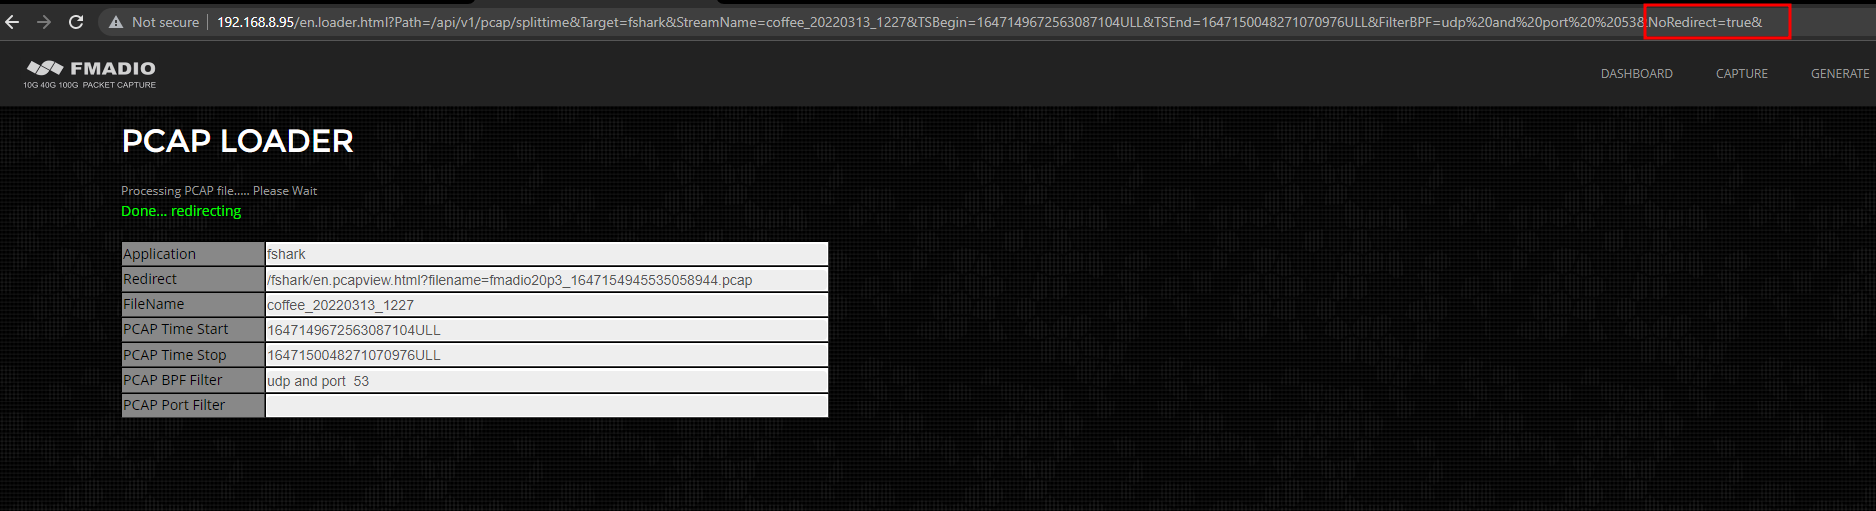 Not secure | 192.168.8.95/en.loader.html?Path=/api/v1/pcap/splittime&Target=fshark&StreamName=coffee_20220313_1227&TSBegin=1647149672563087104ULL&TSEnd=1647150048271070976ULL&FilterBPF=udp%20and%20port%20%2053&NoRedirect=true&
FMADIO
10G 40G 100G PACKET CAPTURE
DASHBOARD CAPTURE GENERATE
PCAP LOADER
Processing PCAP file..... Please Wait
Done... redirecting
Application fshark
Redirect /fshark/en.pcapview.html?filename=fmadio20p3_1647154945535058944.pcap
FileName coffee_20220313_1227
PCAP Time Start 1647149672563087104ULL
PCAP Time Stop 1647150048271070976ULL
PCAP BPF Filter udp and port  53
PCAP Port Filter